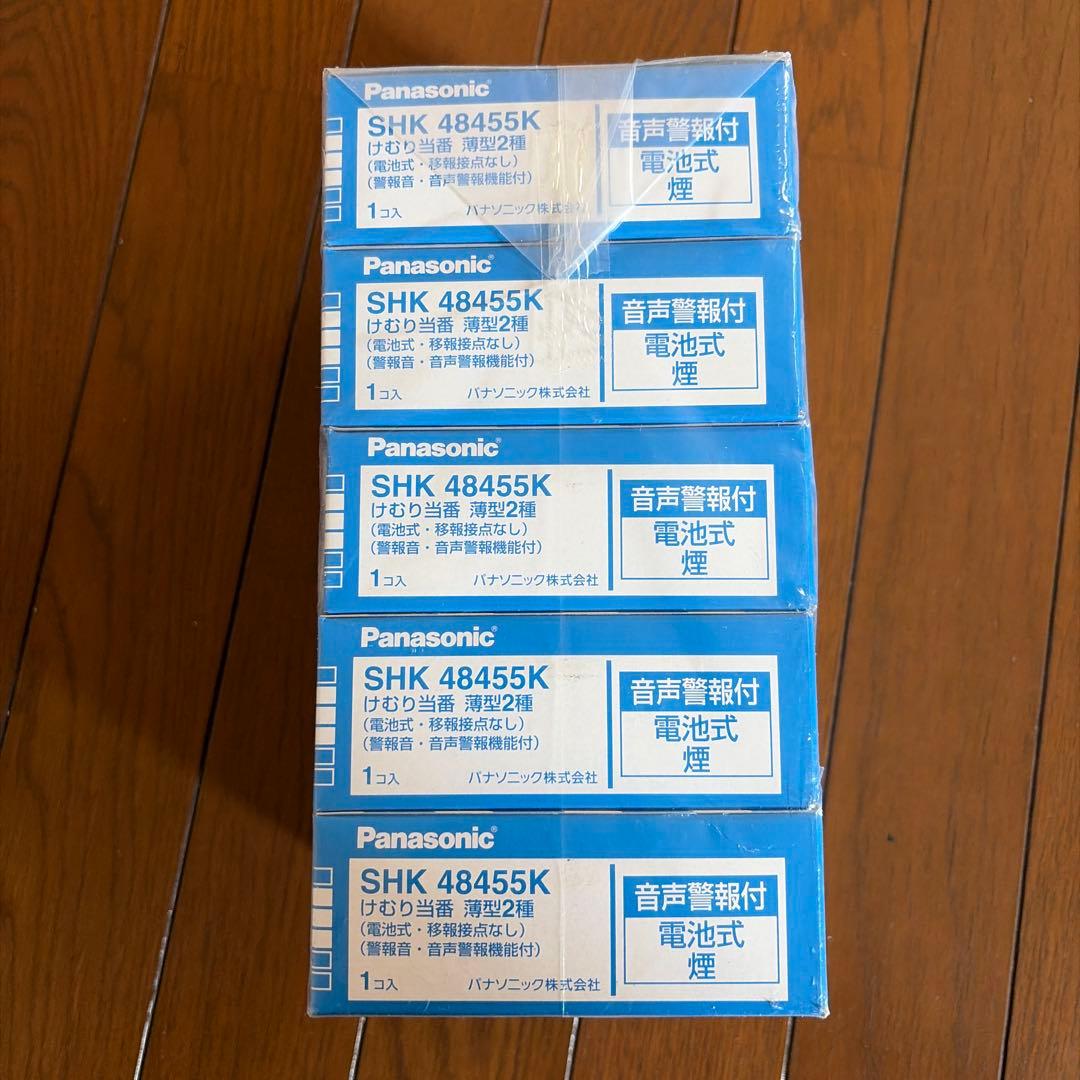 Panasonic
SHK 48455K
けむり当番 薄型2種
(電池式・移報接点なし)
(警報音・音声警報機能付)
1コ入 パナソニック株式会社
音声警報付
電池式
煙
Panasonic
SHK 48455K
けむり当番 薄型2種
(電池式・移報接点なし)
(警報音・音声警報機能付)
1コ入 パナソニック株式会社
音声警報付
電池式
煙
Panasonic
SHK 48455K
けむり当番 薄型2種
(電池式・移報接点なし)
(警報音・音声警報機能付)
1コ入 パナソニック株式会社
音声警報付
電池式
煙
Panasonic
SHK 48455K
けむり当番 薄型2種
(電池式・移報接点なし)
(警報音・音声警報機能付)
1コ入 パナソニック株式会社
音声警報付
電池式
煙
Panasonic
SHK 48455K
けむり当番 薄型2種
(電池式・移報接点なし)
(警報音・音声警報機能付)
1コ入 パナソニック株式会社
音声警報付
電池式
煙